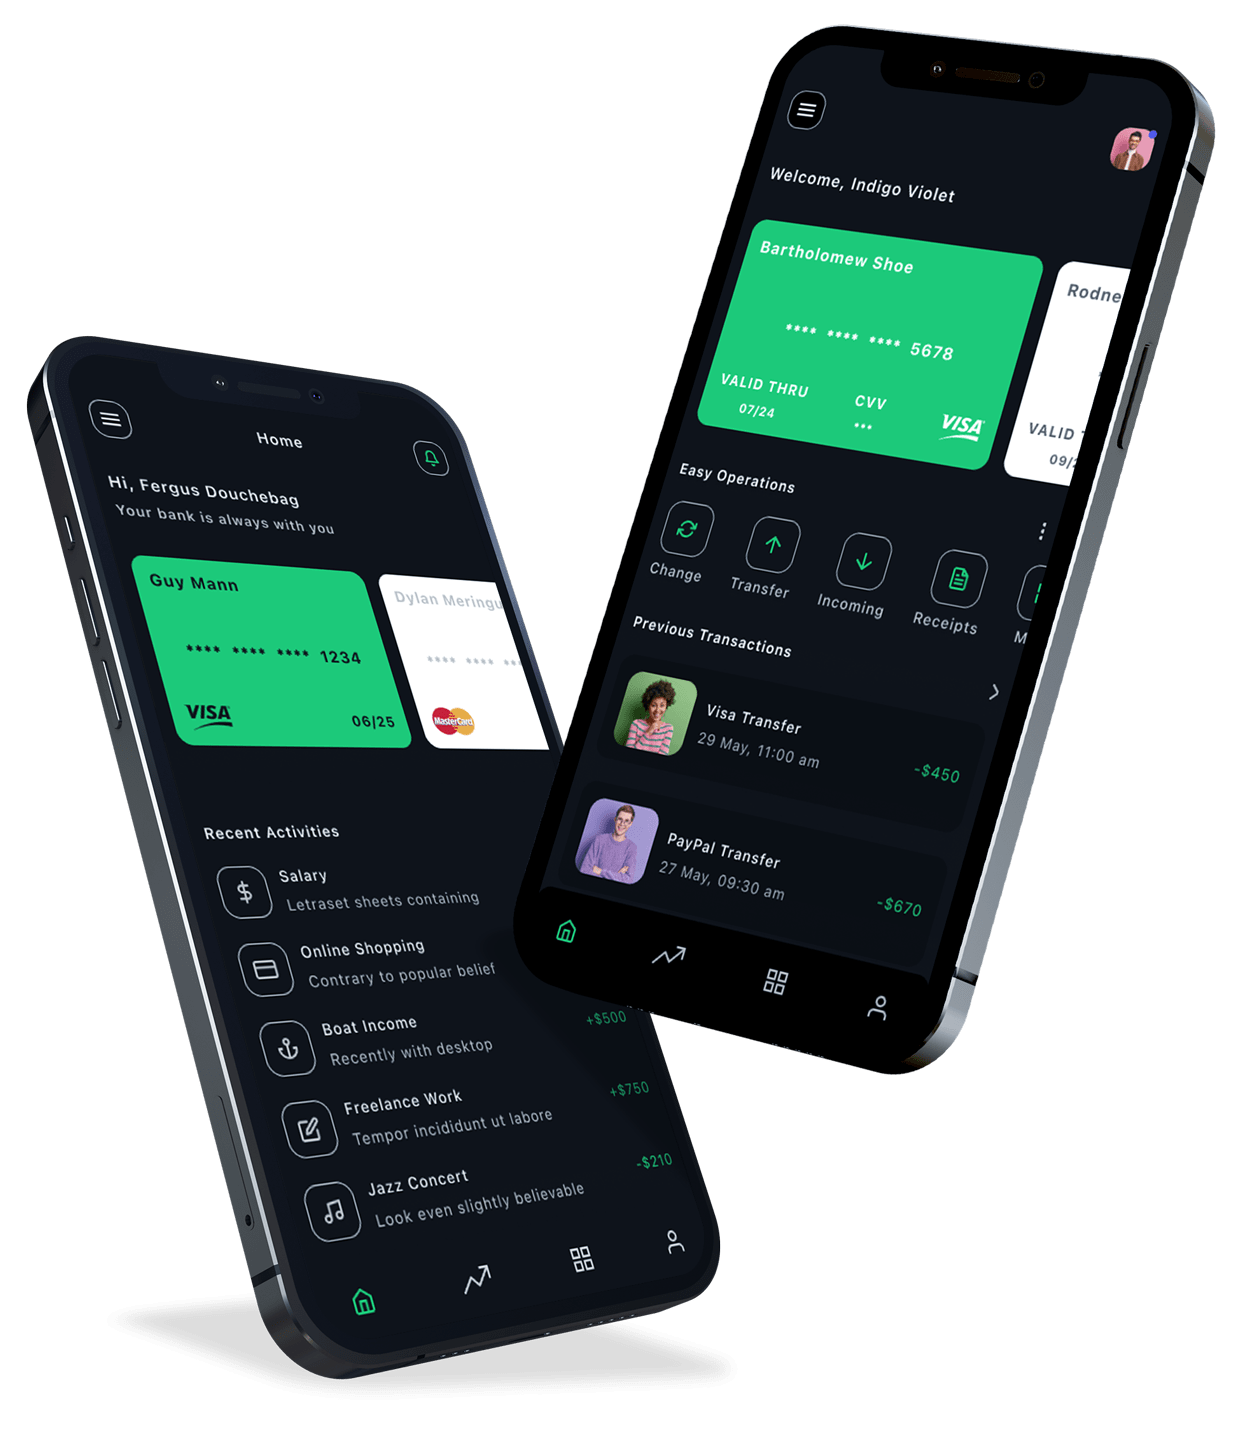 Home
Hi, Fergus Douchebag
Your bank is always with you
Guy Mann
**** **** **** 1234
VISA
06/25
Dylan Meringu
**** **** ***
MasterCard
Recent Activities
Salary
Letraset sheets containing
Online Shopping
Contrary to popular belief
Boat Income
Recently with desktop
+$500
Freelance Work
Tempor incididunt ut labore
+$750
Jazz Concert
Look even slightly believable
-$210
Welcome, Indigo Violet
Bartholomew Shoe
**** **** **** 5678
VALID THRU
07/24
CVV
***
VISA
Rodne
VALID
09/2
Easy Operations
Change
Transfer
Incoming
Receipts
M
Previous Transactions
Visa Transfer
29 May, 11:00 am
-$450
PayPal Transfer
27 May, 09:30 am
-$670